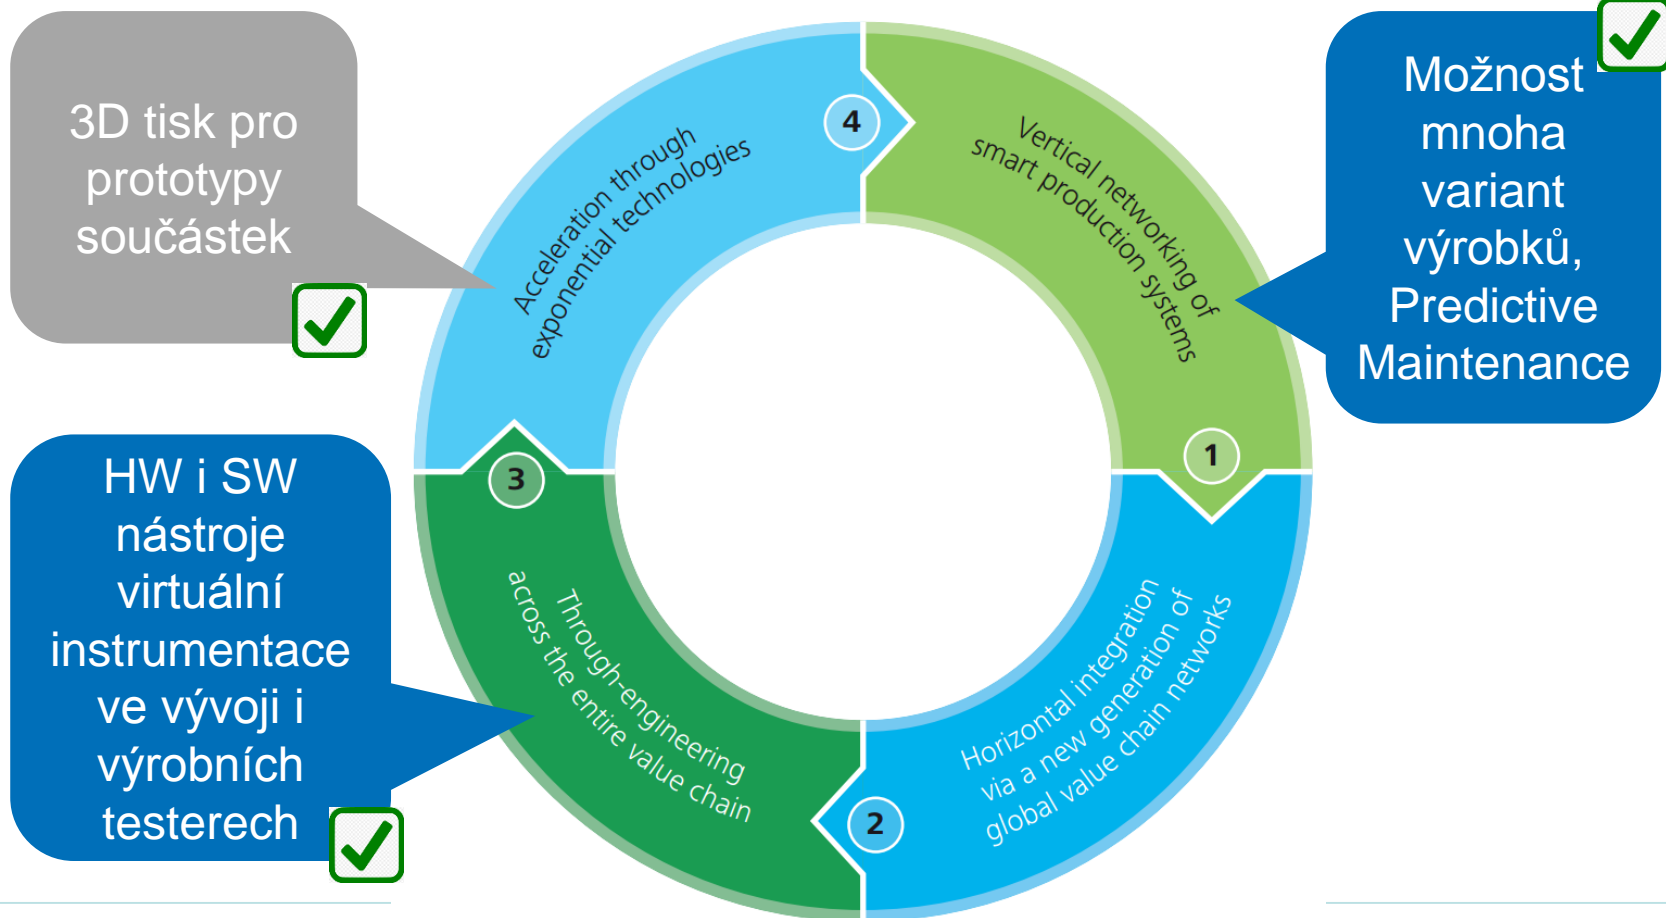 3D tisk pro
prototypy
součástek
4
Acceleration through
exponential technologies
Vertical networking of
smart production systems
Možnost
mnoha
variant
výrobků,
Predictive
Maintenance
1
3
HW i SW
nástroje
virtuální
instrumentace
ve vývoji i
výrobních
testerech
Through-engineering
across the entire value chain
2
Horizontal integration
via a new generation of
global value chain networks